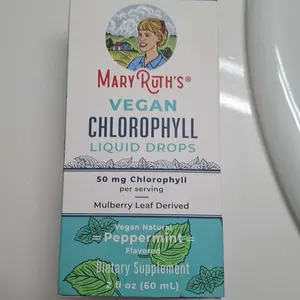 MARYRUTH'S®
VEGAN
CHLOROPHYLL
LIQUID DROPS
50 mg Chlorophyll
per serving
Mulberry Leaf Derived
Vegan Natural
Peppermint
Flavored
Dietary Supplement
2 fl oz (60 mL)